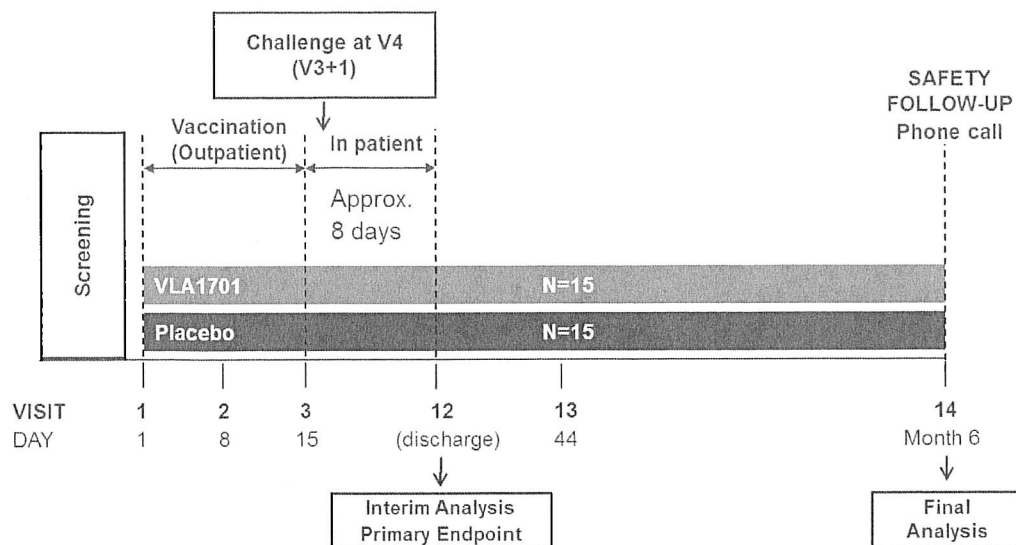 Challenge at V4
(V3+1)
SAFETY
FOLLOW-UP
Phone call
Vaccination
(Outpatient)
In patient
Approx.
8 days
Screening
VLA1701 N=15
Placebo N=15
VISIT 1 2 3 12 13 14
DAY 1 8 15 (discharge) 44 Month 6
Interim Analysis
Primary Endpoint
Final
Analysis